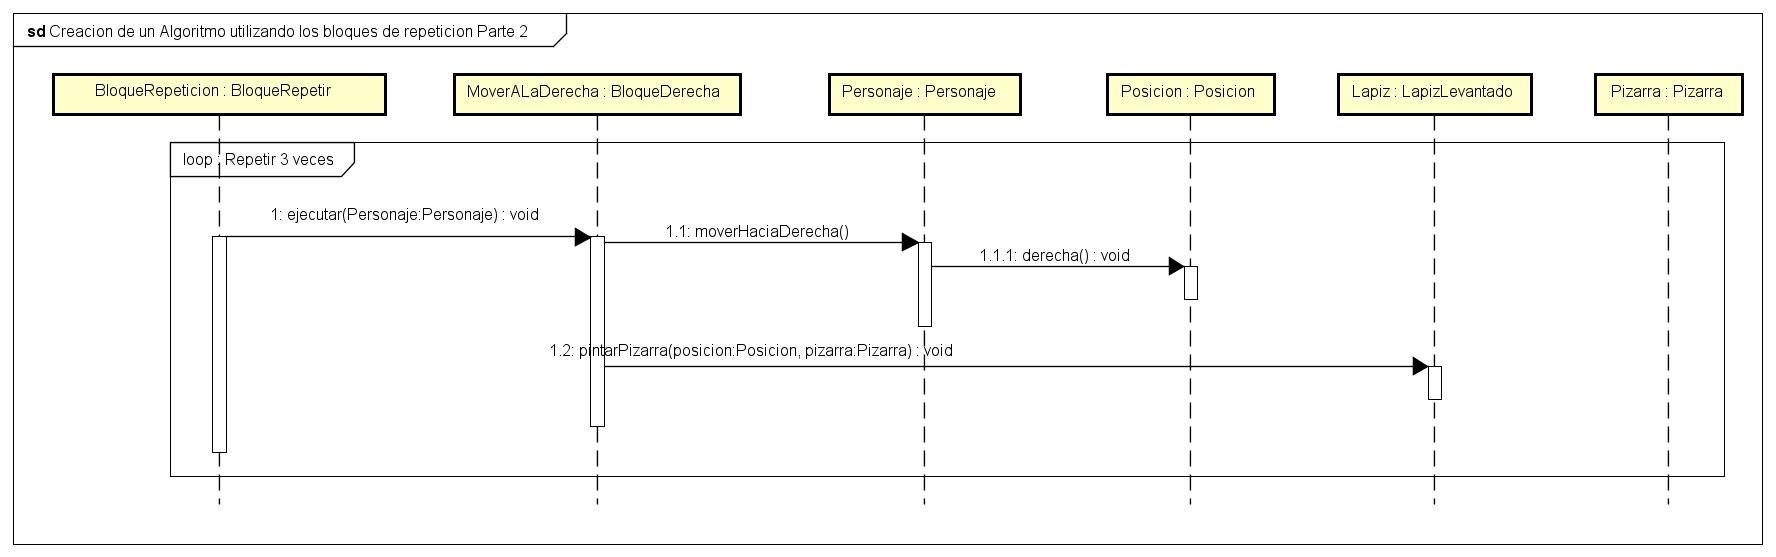 sd Creacion de un Algoritmo utilizando los bloques de repeticion Parte 2
BloqueRepeticion : BloqueRepetir
MoverALaDerecha : BloqueDerecha
Personaje : Personaje
Posicion : Posicion
Lapiz : LapizLevantado
Pizarra : Pizarra
loop : Repetir 3 veces
1: ejecutar(Personaje:Personaje) : void
1.1: moverHaciaDerecha()
1.1.1: derecha() : void
1.2: pintarPizarra(posicion:Posicion, pizarra:Pizarra) : void